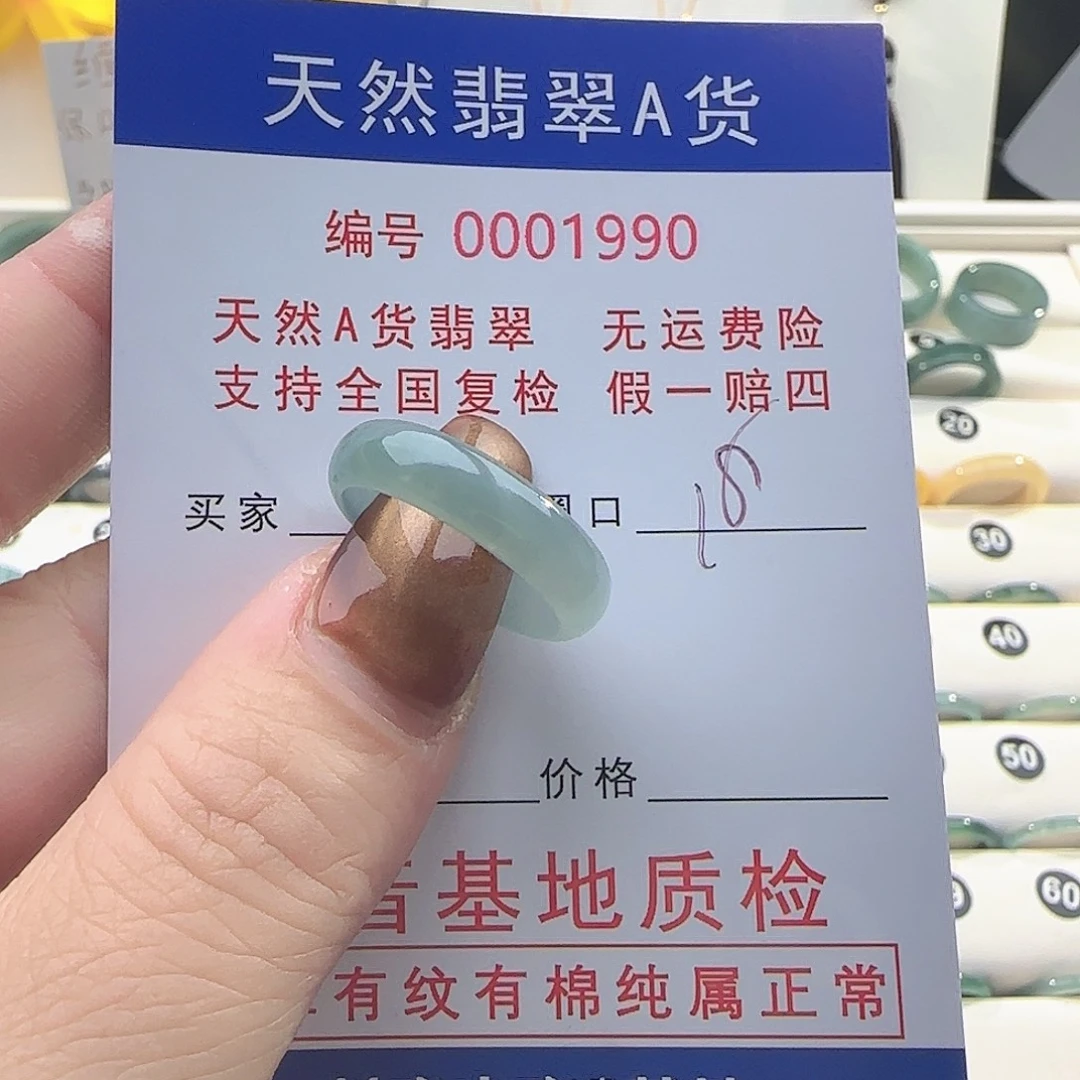 天然翡翠A货
编号 0001990
天然A货翡翠 无运费险
支持全国复检 假一赔四
买家 口 18
价格
基地质检
有纹有棉纯属正常
20
30
40
50
60